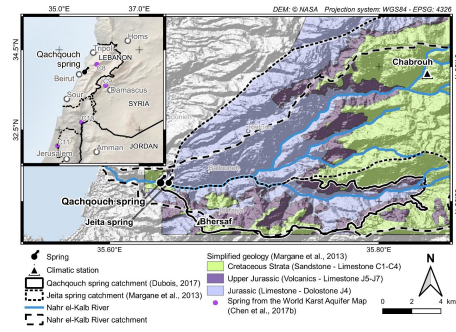 DEM: © NASA Projection system: WGS84 - EPSG: 4326
35.0°E
37.0°E
34.5°N
32.5°N
Homs
Tripoli
LEBANON
Qachqouch
spring
Beirut
Damascus
Sour
SYRIA
JORDAN
Jerusalem
Amman
Chabrouh
Qachqouch spring
Jeita spring
Bhersaf
35.60°E
35.80°E
Spring
Climatic station
Qachqouch spring catchment (Dubois, 2017)
Jeita spring catchment (Margane et al., 2013)
Nahr el-Kalb River
Nahr el-Kalb River catchment
Simplified geology (Margane et al., 2013)
Cretaceous Strata (Sandstone - Limestone C1-C4)
Upper Jurassic (Volcanics - Limestone J5-J7)
Jurassic (Limestone - Dolostone J4)
Spring from the World Karst Aquifer Map
(Chen et al., 2017b)
N
0 2 4 km